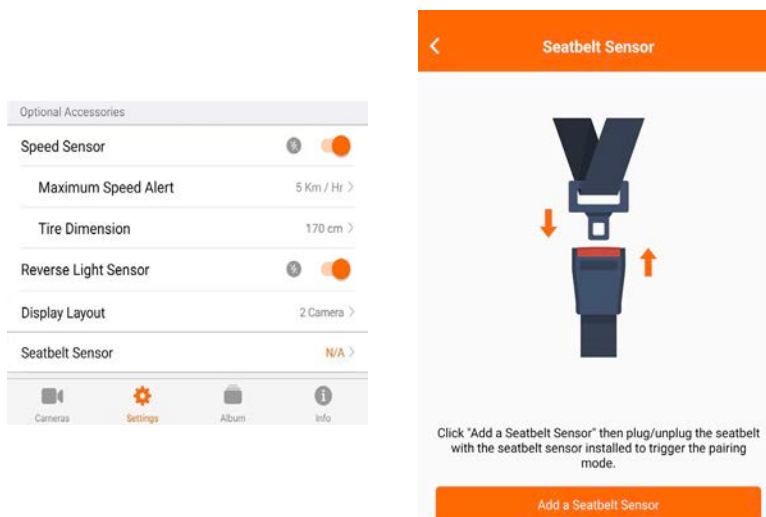 Optional Accessories
Speed Sensor
Maximum Speed Alert 5 Km / Hr >
Tire Dimension 170 cm >
Reverse Light Sensor
Display Layout 2 Camera >
Seatbelt Sensor N/A >
Cameras Settings Album Info
Seatbelt Sensor
Click "Add a Seatbelt Sensor" then plug/unplug the seatbelt
with the seatbelt sensor installed to trigger the pairing
mode.
Add a Seatbelt Sensor